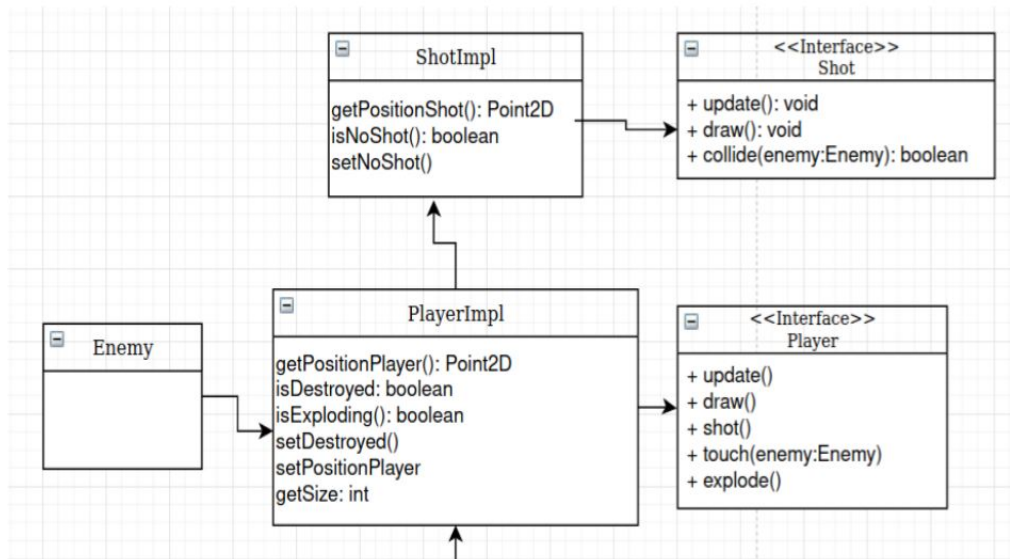 ShotImpl
getPositionShot(): Point2D
isNoShot(): boolean
setNoShot()
<<Interface>>
Shot
+ update(): void
+ draw(): void
+ collide(enemy:Enemy): boolean
Enemy
PlayerImpl
getPositionPlayer(): Point2D
isDestroyed: boolean
isExploding(): boolean
setDestroyed()
setPositionPlayer
getSize: int
<<Interface>>
Player
+ update()
+ draw()
+ shot()
+ touch(enemy:Enemy)
+ explode()